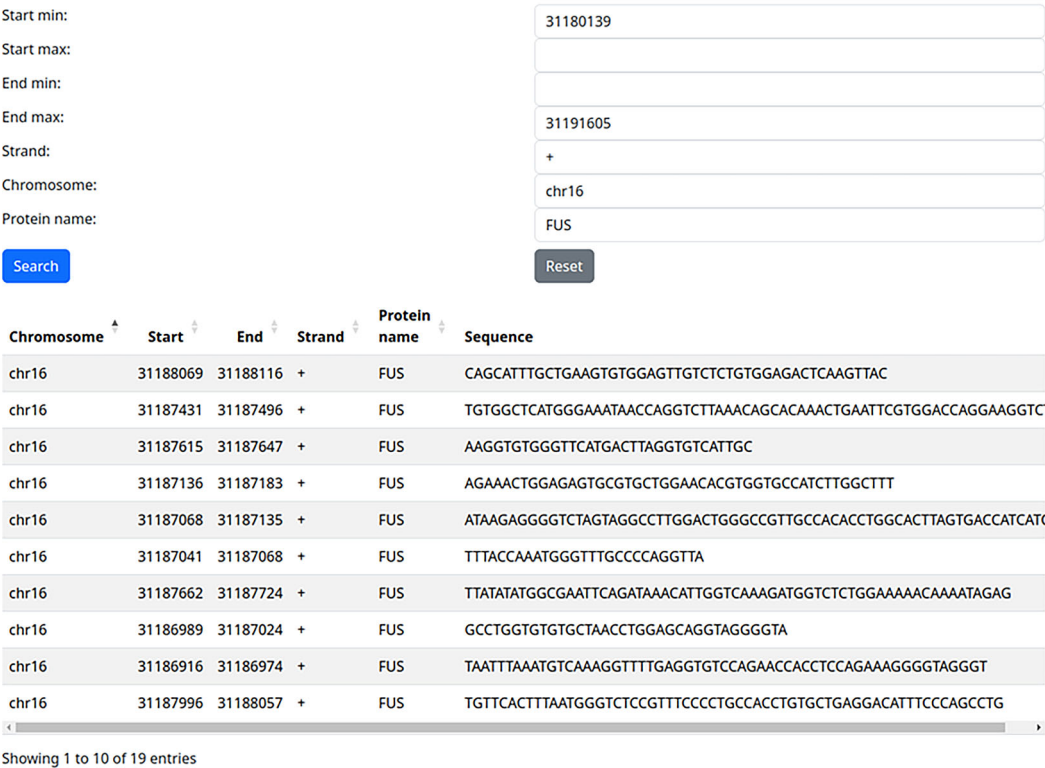 Start min: 31180139
Start max:
End min:
End max: 31191605
Strand: +
Chromosome: chr16
Protein name: FUS
Search Reset
Chromosome Start End Strand Protein name Sequence
chr16 31188069 31188116 + FUS CAGCATTTGCTGAAGTGTGGAGTTGTCTCTGTGGAGACTCAAGTTAC
chr16 31187431 31187496 + FUS TGTGGCTCATGGGAAATAACCAGGTCTTAAACAGCACAAACTGAATTCGTGGACCAGGAAGGTC
chr16 31187615 31187647 + FUS AAGGTGTGGGTTCATGACTTAGGTGTCATTGC
chr16 31187136 31187183 + FUS AGAAACTGGAGAGTGCGTGCTGGAACACGTGGTGCCATCTTGGCTTT
chr16 31187068 31187135 + FUS ATAAGAGGGGTCTAGTAGGCCTTGGACTGGGCCGTTGCCACACCTGGCACTTAGTGACCATCAT
chr16 31187041 31187068 + FUS TTTACCAAATGGGTTTGCCCCAGGTTA
chr16 31187662 31187724 + FUS TTATATATGGCGAATTCAGATAAACATTGGTCAAAGATGGTCTCTGGAAAAACAAAATAGAG
chr16 31186989 31187024 + FUS GCCTGGTGTGTGCTAACCTGGAGCAGGTAGGGGTA
chr16 31186916 31186974 + FUS TAATTTAAATGTCAAAGGTTTTGAGGTGTCCAGAACCACCTCCAGAAAGGGGTAGGGT
chr16 31187996 31188057 + FUS TGTTCACTTTAATGGGTCTCCGTTTCCCCTGCCACCTGTGCTGAGGACATTTCCCAGCCTG
Showing 1 to 10 of 19 entries